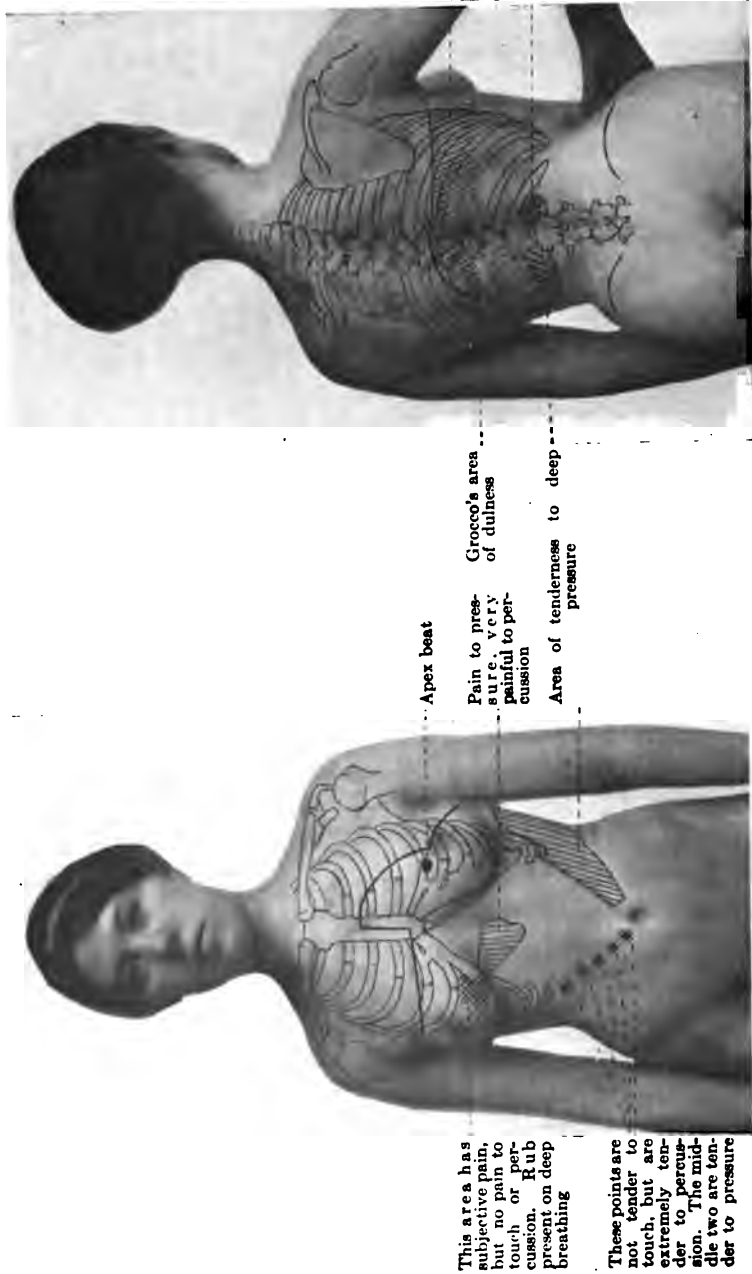 This area has
subjective pain,
but no pain to
touch or per-
cussion. Rub
present on deep
breathing
These points are
not tender to
touch, but are
extremely ten-
der to percus-
sion. The mid-
dle two are ten-
der to pressure
Apex beat
Pain to pres-
sure. very
painful to per-
cussion
Grocco's area
of dulness
Area of tenderness to deep
pressure